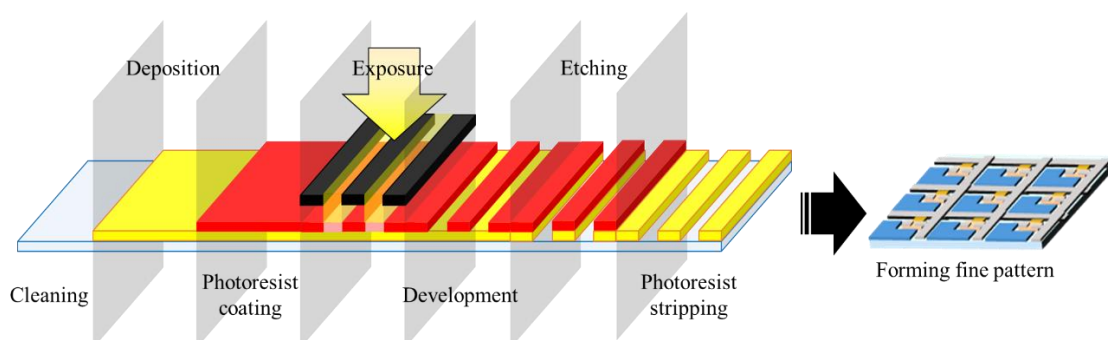 Deposition
Exposure
Etching
Cleaning
Photoresist
coating
Development
Photoresist
stripping
Forming fine pattern